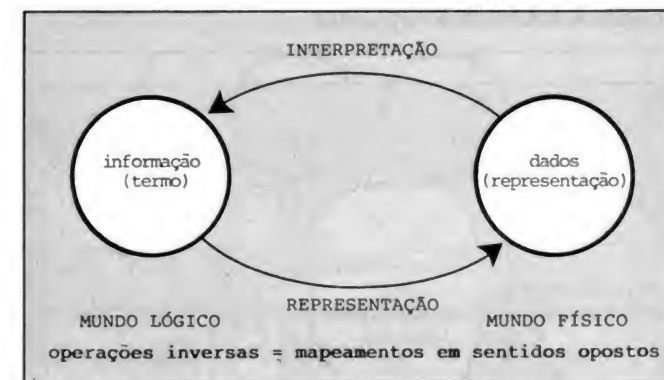 INTERPRETAÇÃO
informação
(termo)
dados
(representação)
REPRESENTAÇÃO
MUNDO LÓGICO
MUNDO FÍSICO
operações inversas = mapeamentos em sentidos opostos